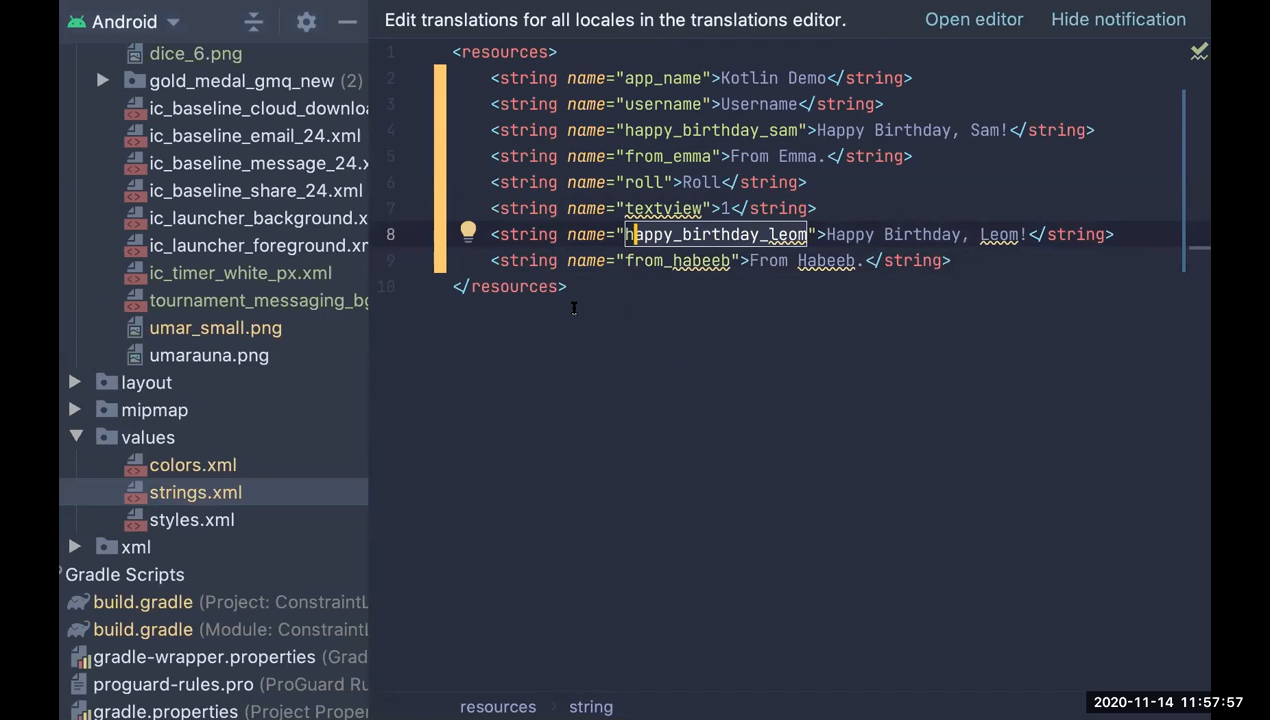 Android
dice_6.png
gold_medal_gmq_new (2)
ic_baseline_cloud_downloa
ic_baseline_email_24.xml
ic_baseline_message_24.x
ic_baseline_share_24.xml
ic_launcher_background.x
ic_launcher_foreground.xm
ic_timer_white_px.xml
tournament_messaging_bg
umar_small.png
umarauna.png
layout
mipmap
values
colors.xml
strings.xml
styles.xml
xml
Gradle Scripts
build.gradle (Project: ConstraintL
build.gradle (Module: ConstraintL
gradle-wrapper.properties (Grad
proguard-rules.pro (ProGuard Ru
gradle.properties (Project Proper
Edit translations for all locales in the translations editor. Open editor Hide notification
1 <resources>
2 <string name="app_name">Kotlin Demo</string>
3 <string name="username">Username</string>
4 <string name="happy_birthday_sam">Happy Birthday, Sam!</string>
5 <string name="from_emma">From Emma.</string>
6 <string name="roll">Roll</string>
7 <string name="textview">1</string>
8 <string name="happy_birthday_leom">Happy Birthday, Leom!</string>
9 <string name="from_habeeb">From Habeeb.</string>
10 </resources>
resources > string
2020-11-14 11:57:57